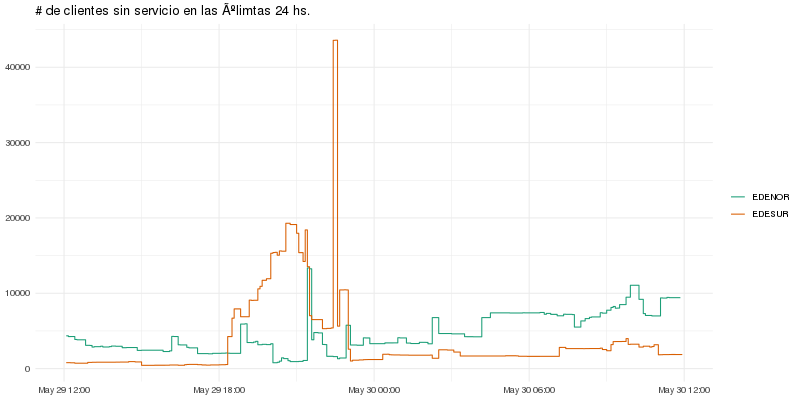 # de clientes sin servicio en las Ãºlimtas 24 hs.
40000
30000
20000
10000
0
May 29 12:00
May 29 18:00
May 30 00:00
May 30 06:00
May 30 12:00
EDENOR
EDESUR